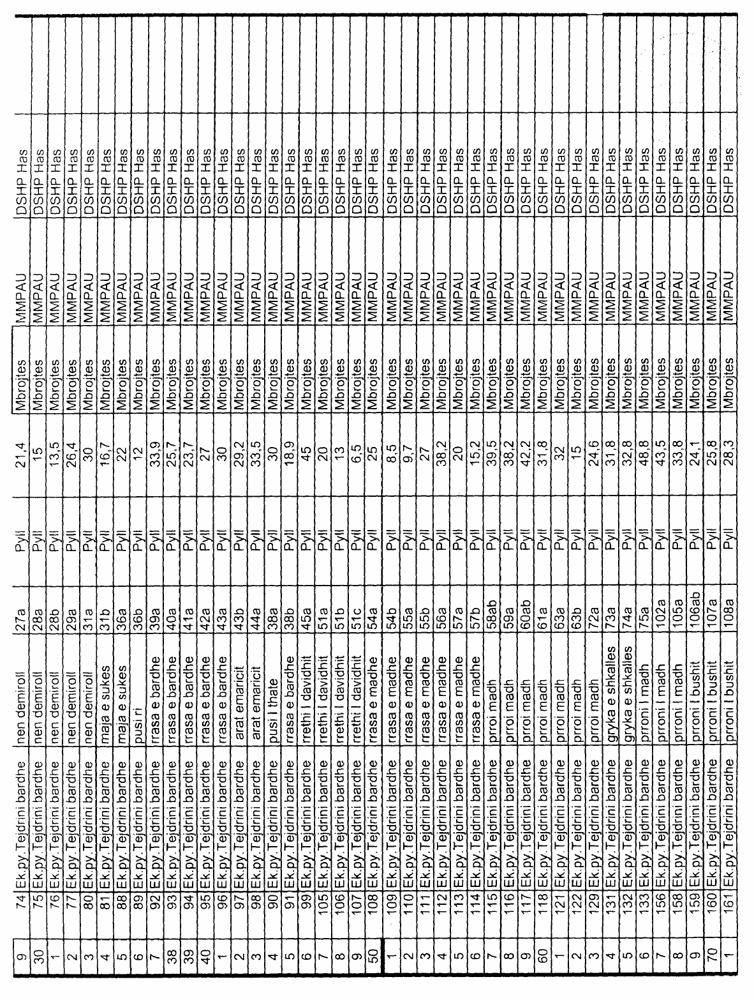 9 74 Ek.py.Tejdrini bardhe nen demiroll 27a Pyll 21,4 Mbrojtes MMPAU DSHP Has
30 75 Ek.py.Tejdrini bardhe nen demiroll 28a Pyll 15 Mbrojtes MMPAU DSHP Has
1 76 Ek.py.Tejdrini bardhe nen demiroll 28b Pyll 13,5 Mbrojtes MMPAU DSHP Has
2 77 Ek.py.Tejdrini bardhe nen demiroll 29a Pyll 26,4 Mbrojtes MMPAU DSHP Has
3 80 Ek.py.Tejdrini bardhe nen demiroll 31a Pyll 30 Mbrojtes MMPAU DSHP Has
4 81 Ek.py.Tejdrini bardhe maja e sukes 31b Pyll 16,7 Mbrojtes MMPAU DSHP Has
5 88 Ek.py.Tejdrini bardhe maja e sukes 36a Pyll 22 Mbrojtes MMPAU DSHP Has
6 89 Ek.py.Tejdrini bardhe pusi ri 36b Pyll 12 Mbrojtes MMPAU DSHP Has
7 92 Ek.py.Tejdrini bardhe rrasa e bardhe 39a Pyll 33,9 Mbrojtes MMPAU DSHP Has
38 93 Ek.py.Tejdrini bardhe rrasa e bardhe 40a Pyll 25,7 Mbrojtes MMPAU DSHP Has
39 94 Ek.py.Tejdrini bardhe rrasa e bardhe 41a Pyll 23,7 Mbrojtes MMPAU DSHP Has
40 95 Ek.py.Tejdrini bardhe rrasa e bardhe 42a Pyll 27 Mbrojtes MMPAU DSHP Has
1 96 Ek.py.Tejdrini bardhe rrasa e bardhe 43a Pyll 30 Mbrojtes MMPAU DSHP Has
2 97 Ek.py.Tejdrini bardhe arat emaricit 43b Pyll 29,2 Mbrojtes MMPAU DSHP Has
3 98 Ek.py.Tejdrini bardhe arat emaricit 44a Pyll 33,5 Mbrojtes MMPAU DSHP Has
4 90 Ek.py.Tejdrini bardhe pusi I thate 38a Pyll 30 Mbrojtes MMPAU DSHP Has
5 91 Ek.py.Tejdrini bardhe rrasa e bardhe 38b Pyll 18,9 Mbrojtes MMPAU DSHP Has
6 99 Ek.py.Tejdrini bardhe rrethi I davidhit 45a Pyll 45 Mbrojtes MMPAU DSHP Has
7 105 Ek.py.Tejdrini bardhe rrethi I davidhit 51a Pyll 20 Mbrojtes MMPAU DSHP Has
8 106 Ek.py.Tejdrini bardhe rrethi I davidhit 51b Pyll 13 Mbrojtes MMPAU DSHP Has
9 107 Ek.py.Tejdrini bardhe rrethi I davidhit 51c Pyll 6,5 Mbrojtes MMPAU DSHP Has
50 108 Ek.py.Tejdrini bardhe rrasa e madhe 54a Pyll 25 Mbrojtes MMPAU DSHP Has
1 109 Ek.py.Tejdrini bardhe rrasa e madhe 54b Pyll 8,5 Mbrojtes MMPAU DSHP Has
2 110 Ek.py.Tejdrini bardhe rrasa e madhe 55a Pyll 9,7 Mbrojtes MMPAU DSHP Has
3 111 Ek.py.Tejdrini bardhe rrasa e madhe 55b Pyll 27 Mbrojtes MMPAU DSHP Has
4 112 Ek.py.Tejdrini bardhe rrasa e madhe 56a Pyll 38,2 Mbrojtes MMPAU DSHP Has
5 113 Ek.py.Tejdrini bardhe rrasa e madhe 57a Pyll 20 Mbrojtes MMPAU DSHP Has
6 114 Ek.py.Tejdrini bardhe rrasa e madhe 57b Pyll 15,2 Mbrojtes MMPAU DSHP Has
7 115 Ek.py.Tejdrini bardhe prroi madh 58ab Pyll 39,5 Mbrojtes MMPAU DSHP Has
8 116 Ek.py.Tejdrini bardhe prroi madh 59a Pyll 38,2 Mbrojtes MMPAU DSHP Has
9 117 Ek.py.Tejdrini bardhe prroi madh 60ab Pyll 42,2 Mbrojtes MMPAU DSHP Has
60 118 Ek.py.Tejdrini bardhe prroi madh 61a Pyll 31,8 Mbrojtes MMPAU DSHP Has
1 121 Ek.py.Tejdrini bardhe prroi madh 63a Pyll 32 Mbrojtes MMPAU DSHP Has
2 122 Ek.py.Tejdrini bardhe prroi madh 63b Pyll 15 Mbrojtes MMPAU DSHP Has
3 129 Ek.py.Tejdrini bardhe prroi madh 72a Pyll 24,6 Mbrojtes MMPAU DSHP Has
4 131 Ek.py.Tejdrini bardhe gryka e shkalles 73a Pyll 31,8 Mbrojtes MMPAU DSHP Has
5 132 Ek.py.Tejdrini bardhe gryka e shkalles 74a Pyll 32,8 Mbrojtes MMPAU DSHP Has
6 133 Ek.py.Tejdrini bardhe prroni I madh 75a Pyll 48,8 Mbrojtes MMPAU DSHP Has
7 156 Ek.py.Tejdrini bardhe prroni I madh 102a Pyll 43,5 Mbrojtes MMPAU DSHP Has
8 158 Ek.py.Tejdrini bardhe prroni I madh 105a Pyll 33,8 Mbrojtes MMPAU DSHP Has
9 159 Ek.py.Tejdrini bardhe prroni I bushit 106ab Pyll 24,1 Mbrojtes MMPAU DSHP Has
70 160 Ek.py.Tejdrini bardhe prroni I bushit 107a Pyll 25,8 Mbrojtes MMPAU DSHP Has
1 161 Ek.py.Tejdrini bardhe prroni I bushit 108a Pyll 28,3 Mbrojtes MMPAU DSHP Has